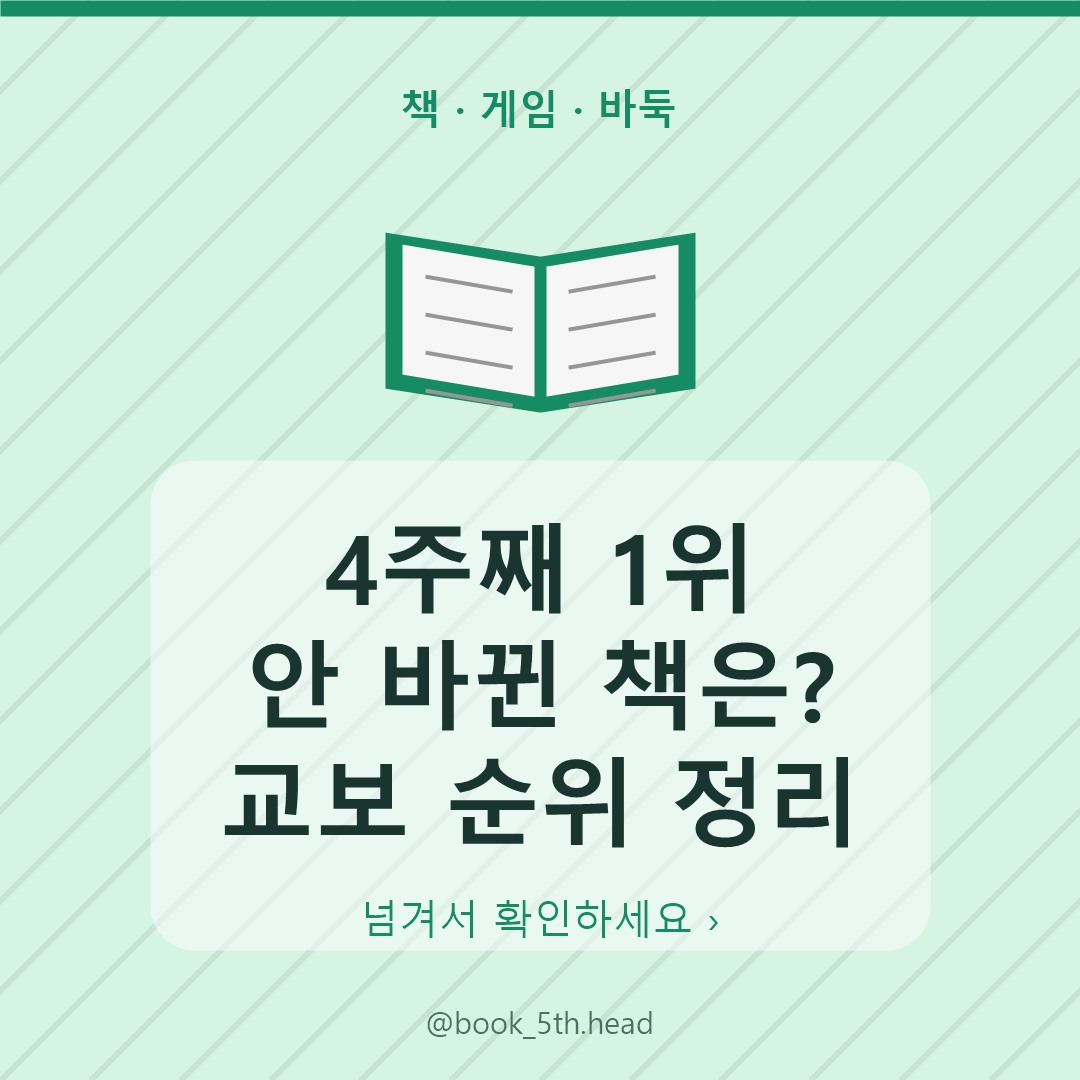 책 · 게임 · 바둑
4주째 1위
안 바뀐 책은?
교보 순위 정리
넘겨서 확인하세요 ›
@book_5th.head